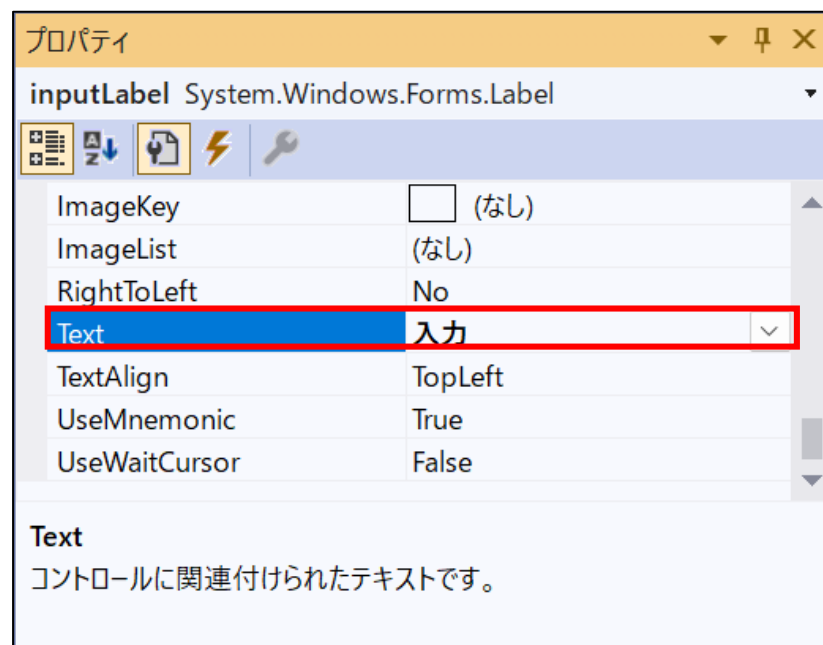 プロパティ
inputLabel System.Windows.Forms.Label
ImageKey (なし)
ImageList (なし)
RightToLeft No
Text 入力
TextAlign TopLeft
UseMnemonic True
UseWaitCursor False
Text
コントロールに関連付けられたテキストです。